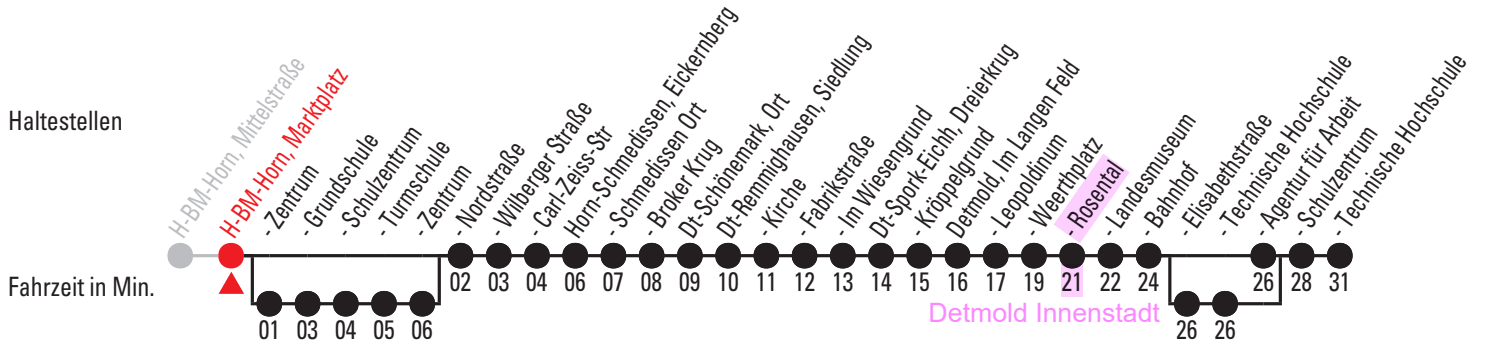 Haltestellen
H-BM-Horn, Mittelstraße
H-BM-Horn, Marktplatz
- Zentrum
- Grundschule
- Schulzentrum
- Turmschule
- Zentrum
- Nordstraße
- Wilberger Straße
- Carl-Zeiss-Str
Horn-Schmedissen, Eickernberg
- Schmedissen Ort
- Broker Krug
Dt-Schönemark, Ort
Dt-Remmighausen, Siedlung
- Kirche
- Fabrikstraße
- Im Wiesengrund
Dt-Spork-Eichh, Dreierkrug
- Kröppelgrund
Detmold, Im Langen Feld
- Leopoldinum
- Weerthplatz
- Rosental
- Landesmuseum
- Bahnhof
- Elisabethstraße
- Technische Hochschule
- Agentur für Arbeit
- Schulzentrum
- Technische Hochschule
Fahrzeit in Min.
02 03 04 06 07 08 09 10 11 12 13 14 15 16 17 19 21 22 24 26 28 31
Detmold Innenstadt
01 03 04 05 06 26 26